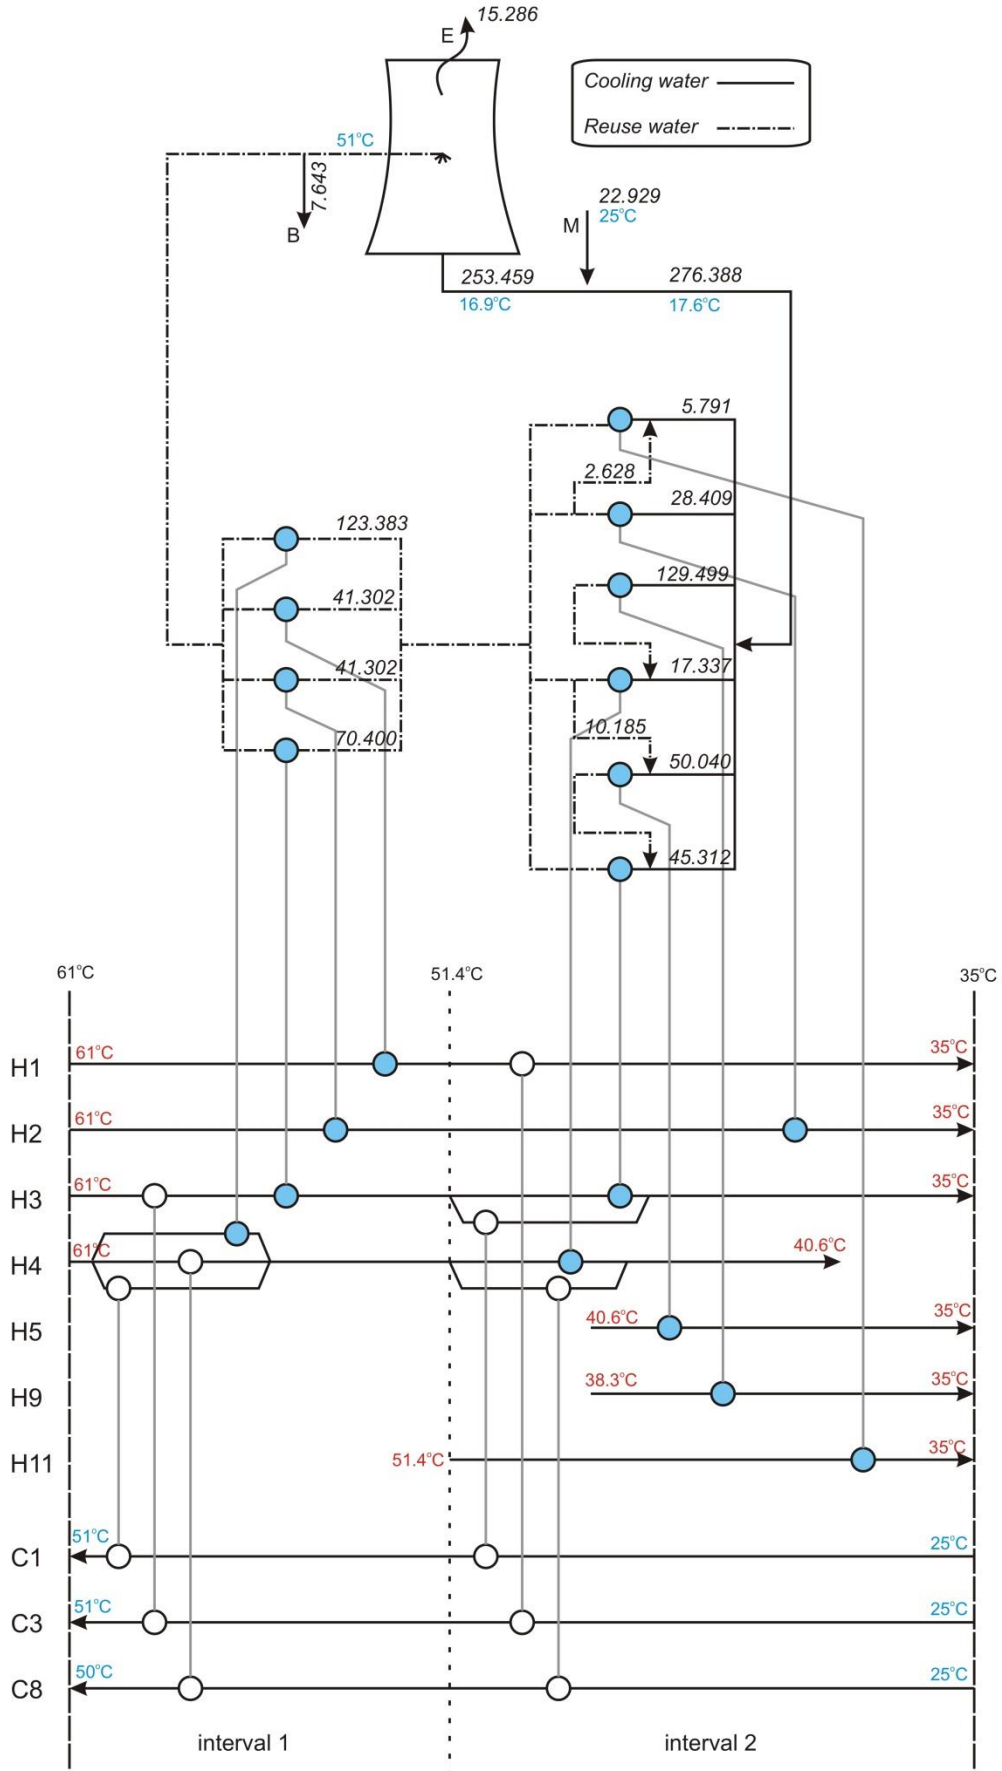 15.286
E
Cooling water
Reuse water
51°C
7.643
B
22.929
25°C
M
253.459
276.388
16.9°C
17.6°C
5.791
2.628
28.409
123.383
129.499
41.302
41.302
17.337
10.185
70.400
50.040
45.312
61°C
51.4°C
35°C
H1
61°C
35°C
H2
61°C
35°C
H3
61°C
35°C
H4
61°C
40.6°C
H5
40.6°C
35°C
H9
38.3°C
35°C
H11
51.4°C
35°C
C1
51°C
25°C
C3
51°C
25°C
C8
50°C
25°C
interval 1
interval 2